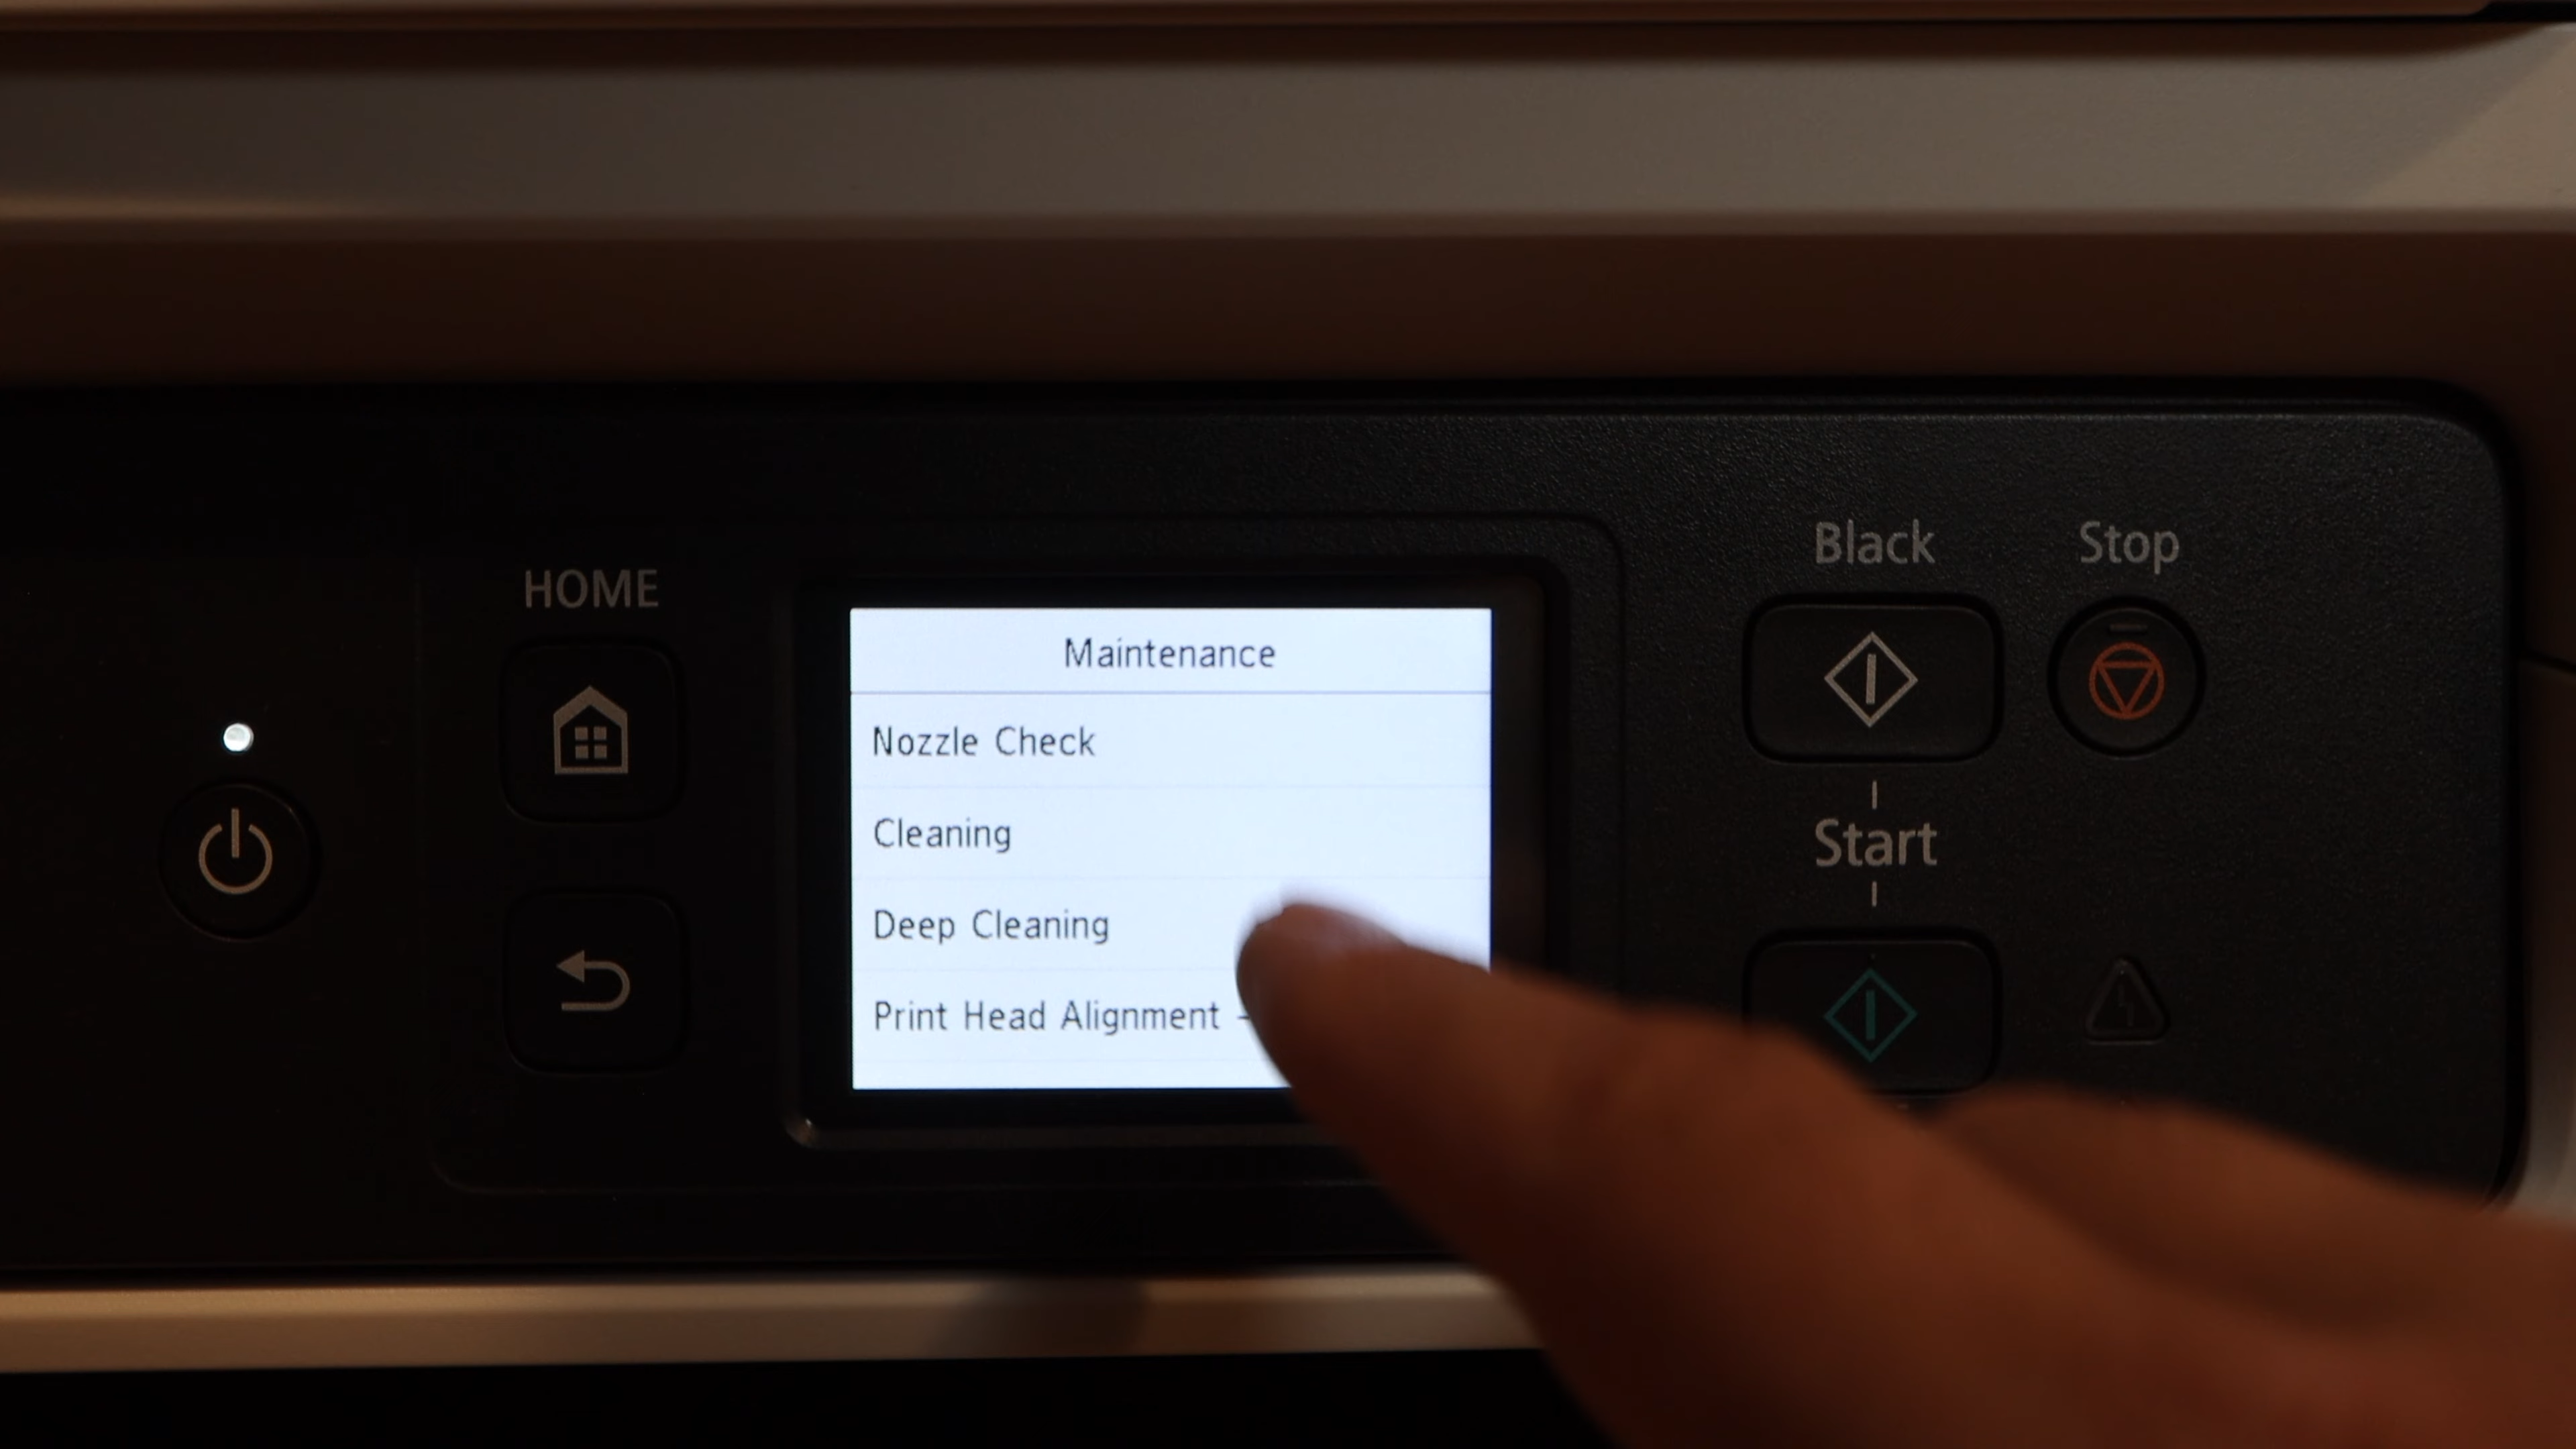 HOME
Maintenance
Nozzle Check
Cleaning
Deep Cleaning
Print Head Alignment -
Black
Stop
Start